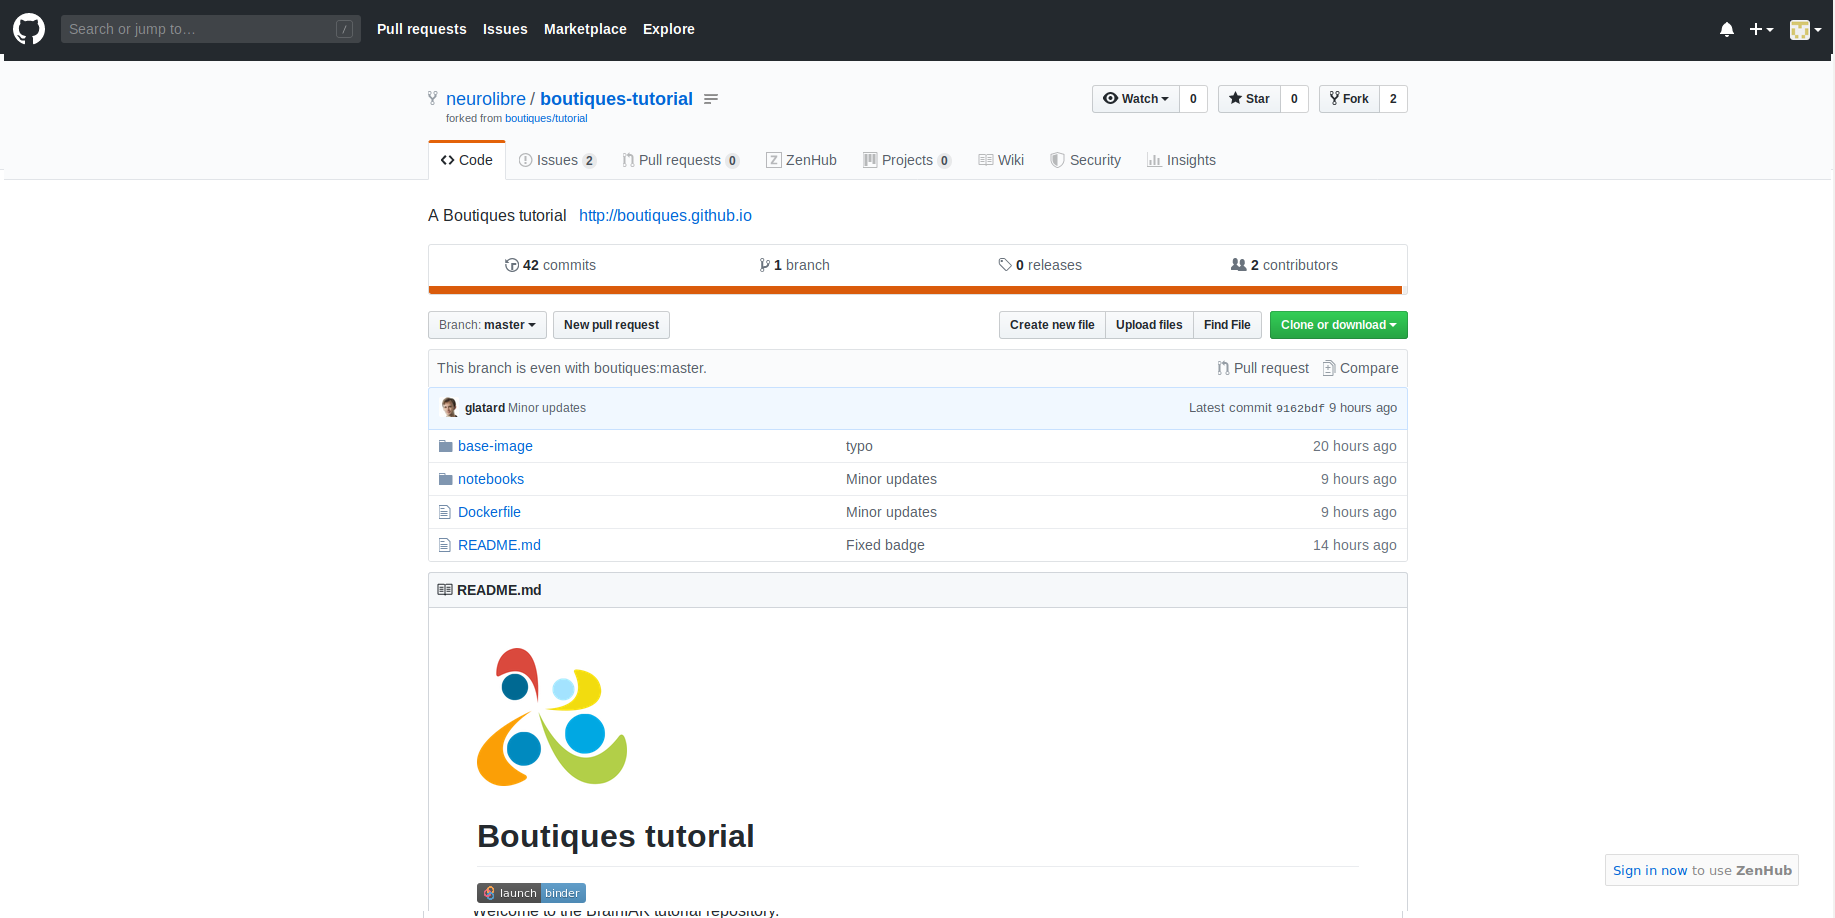 Search or jump to… /
Pull requests Issues Marketplace Explore
neurolibre / boutiques-tutorial
forked from boutiques/tutorial
Watch 0 Star 0 Fork 2
Code Issues 2 Pull requests 0 ZenHub Projects 0 Wiki Security Insights
A Boutiques tutorial http://boutiques.github.io
42 commits 1 branch 0 releases 2 contributors
Branch: master New pull request Create new file Upload files Find File Clone or download
This branch is even with boutiques:master. Pull request Compare
glatard Minor updates Latest commit 9162bdf 9 hours ago
base-image typo 20 hours ago
notebooks Minor updates 9 hours ago
Dockerfile Minor updates 9 hours ago
README.md Fixed badge 14 hours ago
README.md
Boutiques tutorial
Sign in now to use ZenHub
launch binder
Welcome to the BrainIAK tutorial repository.